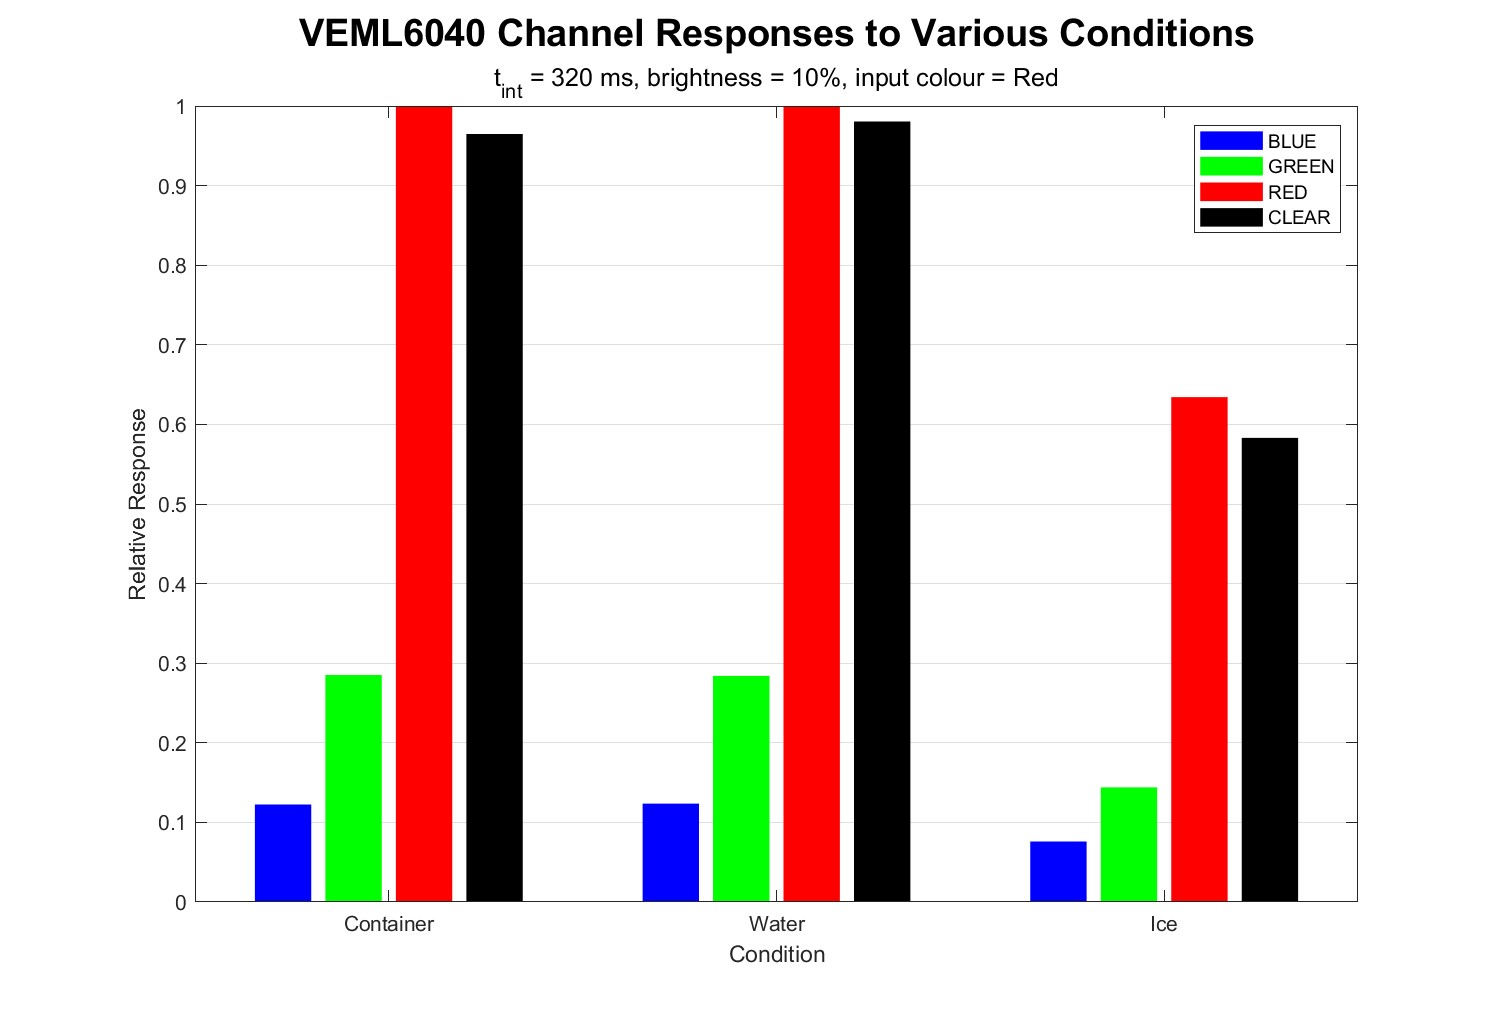 VEML6040 Channel Responses to Various Conditions
t_int = 320 ms, brightness = 10%, input colour = Red
1
0.9
0.8
0.7
0.6
0.5
0.4
0.3
0.2
0.1
0
Relative Response
BLUE
GREEN
RED
CLEAR
Container Water Ice
Condition